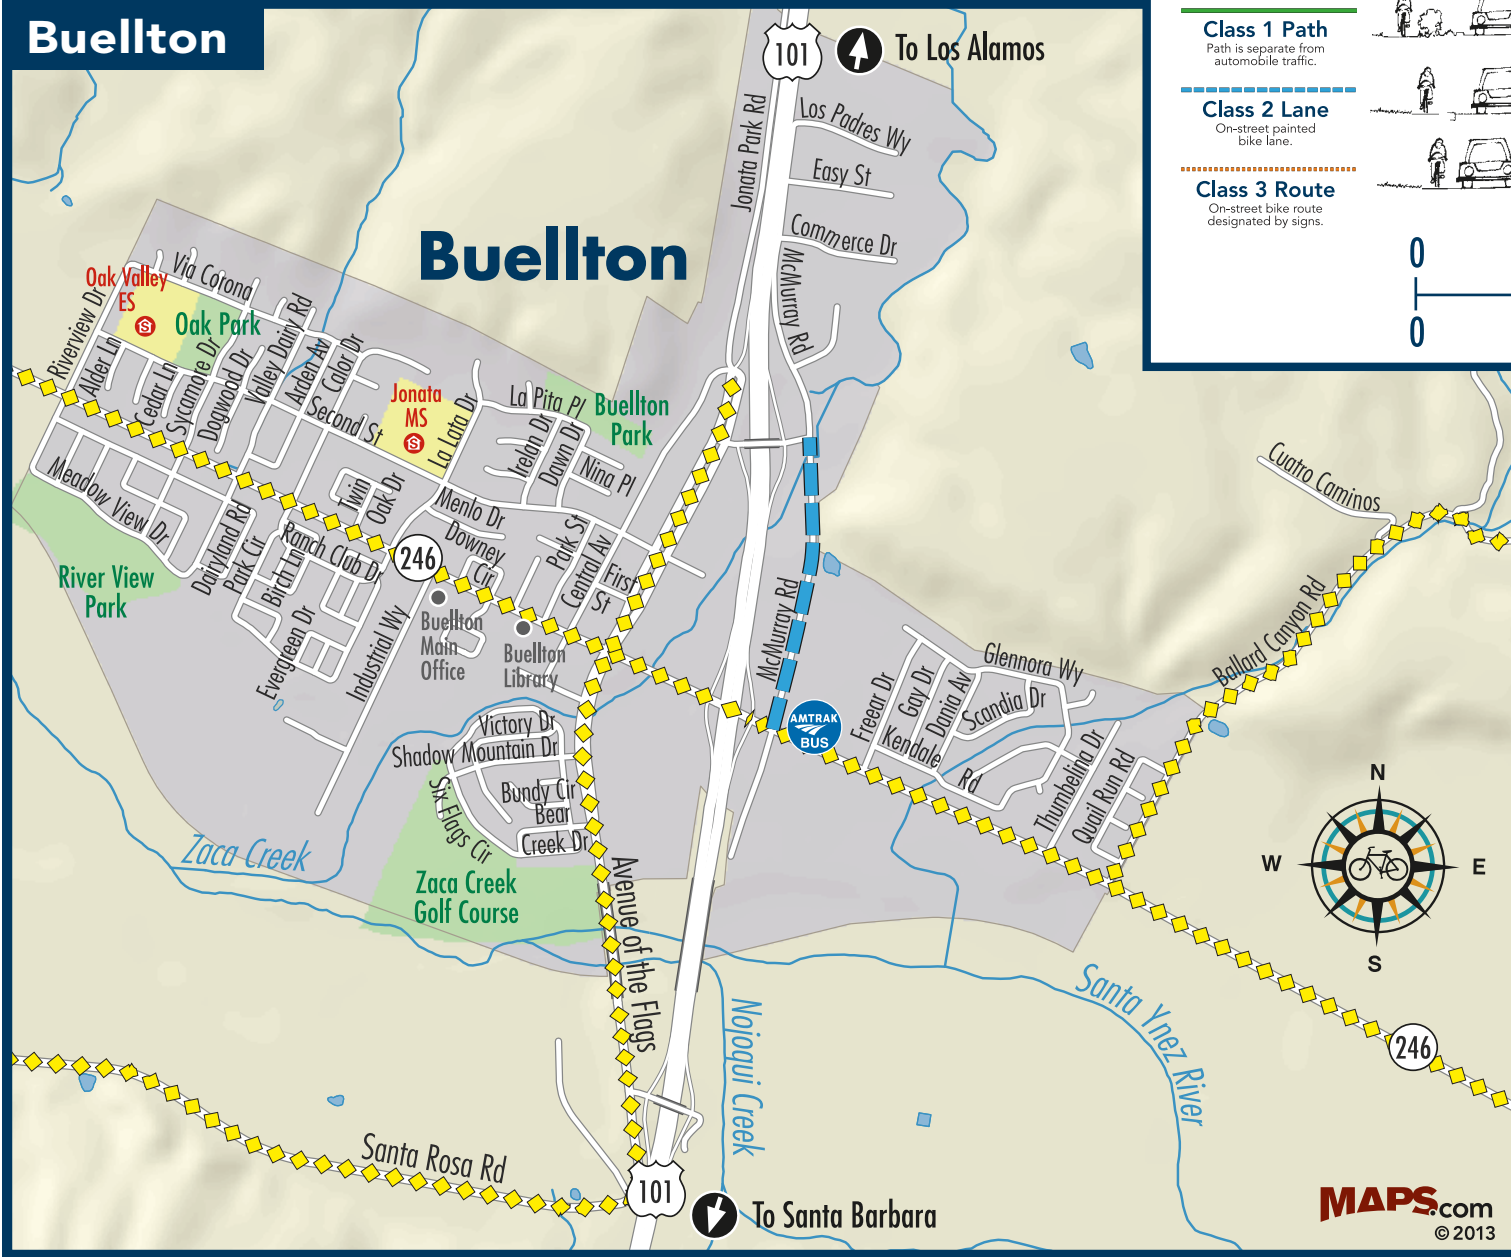 Buellton
101
To Los Alamos
Class 1 Path
Path is separate from
automobile traffic.
Class 2 Lane
On-street painted
bike lane.
Class 3 Route
On-street bike route
designated by signs.
0
0
Jonata Park Rd
Los Padres Wy
Easy St
Commerce Dr
McMurray Rd
Buellton
Oak Valley
ES
Via Corona
Oak Park
Riverview Dr
Alder Ln
Cedar Ln
Sycamore Dr
Dogwood Dr
Valley Dairy Rd
Arden Av
Calor Dr
Second St
Jonata
MS
La Lata Dr
La Pita Pl
Buellton
Park
Irelan Dr
Dawn Dr
Nina Pl
Cuatro Caminos
Meadow View Dr
Twin
Oak Dr
Menlo Dr
Downey
Cir
Park St
Central Av
First
St
River View
Park
Dairyland Rd
Park Cir
Birch Ln
Ranch Club Dr
246
Evergreen Dr
Industrial Wy
Buellton
Main
Office
Buellton
Library
McMurray Rd
AMTRAK
BUS
Freear Dr
Gay Dr
Dania Av
Glennora Wy
Scandia Dr
Kendale
Rd
Thumbelina Dr
Quail Run Rd
Ballard Canyon Rd
Victory Dr
Shadow Mountain Dr
Six Flags Cir
Bundy Cir
Bear
Creek Dr
Zaca Creek
Zaca Creek
Golf Course
Avenue of the Flags
N
W
E
S
Nojoqui Creek
Santa Ynez River
246
Santa Rosa Rd
101
To Santa Barbara
MAPS.com
© 2013